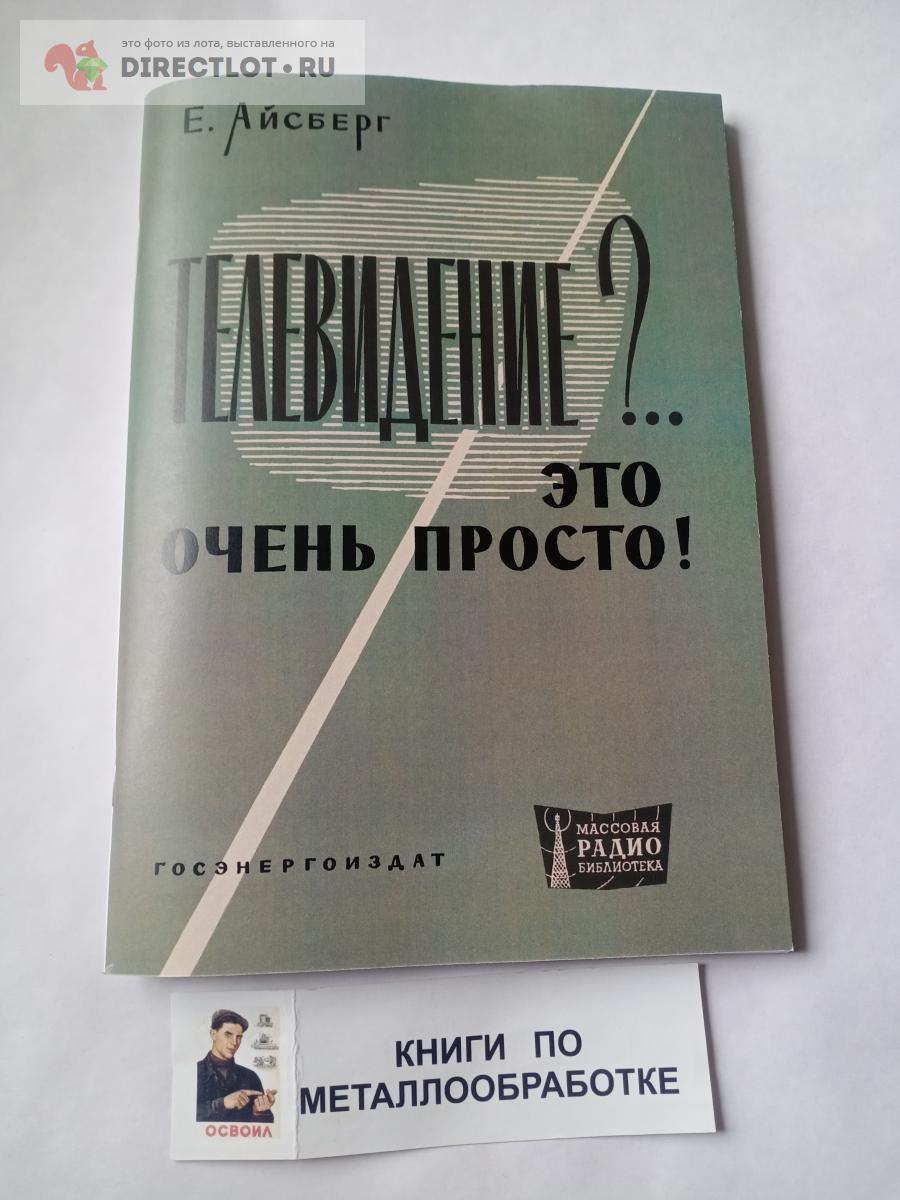 это фото из лота, выставленного на
DIRECTLOT.RU
Е. Айсберг
ТЕЛЕВИДЕНИЕ?...
ЭТО
ОЧЕНЬ ПРОСТО!
ГОСЭНЕРГОИЗДАТ
МАССОВАЯ
РАДИО
БИБЛИОТЕКА
КНИГИ ПО
МЕТАЛЛООБРАБОТКЕ
ОСВОИЛ